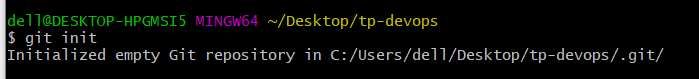 dell@DESKTOP-HPGMSI5 MINGW64 ~/Desktop/tp-devops
$ git init
Initialized empty Git repository in C:/Users/dell/Desktop/tp-devops/.git/